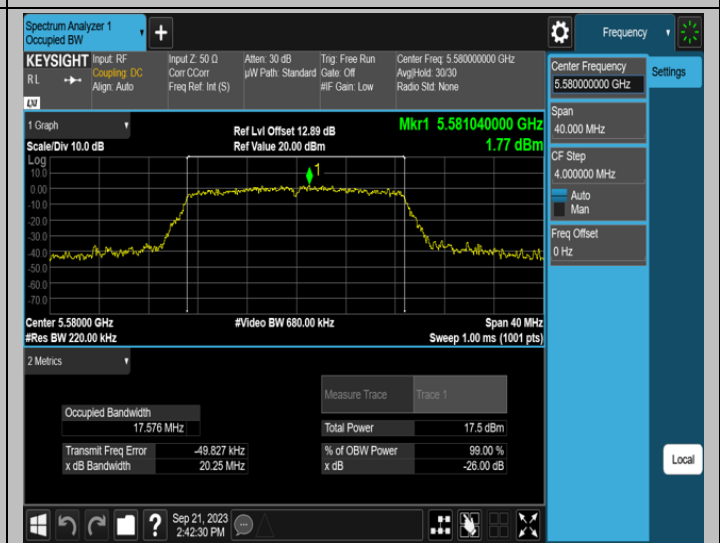 Spectrum Analyzer 1
Occupied BW
+
Frequency
KEYSIGHT
R L
LXI
Input: RF
Coupling: DC
Align: Auto
Input Z: 50 Ω
Corr CCorr
Freq Ref: Int (S)
Atten: 30 dB
µW Path: Standard
Trig: Free Run
Gate: Off
#IF Gain: Low
Center Freq: 5.580000000 GHz
Avg|Hold: 30/30
Radio Std: None
Center Frequency
5.580000000 GHz
Settings
Span
40.000 MHz
CF Step
4.000000 MHz
Auto
Man
Freq Offset
0 Hz
1 Graph
Scale/Div 10.0 dB
Ref Lvl Offset 12.89 dB
Ref Value 20.00 dBm
Mkr1 5.581040000 GHz
1.77 dBm
Log
10.0
0.00
-10.0
-20.0
-30.0
-40.0
-50.0
-60.0
-70.0
1
Center 5.58000 GHz
#Res BW 220.00 kHz
#Video BW 680.00 kHz
Span 40 MHz
Sweep 1.00 ms (1001 pts)
2 Metrics
Measure Trace
Trace 1
Occupied Bandwidth
17.576 MHz
Total Power
17.5 dBm
Transmit Freq Error
-49.827 kHz
% of OBW Power
99.00 %
x dB Bandwidth
20.25 MHz
x dB
-26.00 dB
Local
?
Sep 21, 2023
2:42:30 PM